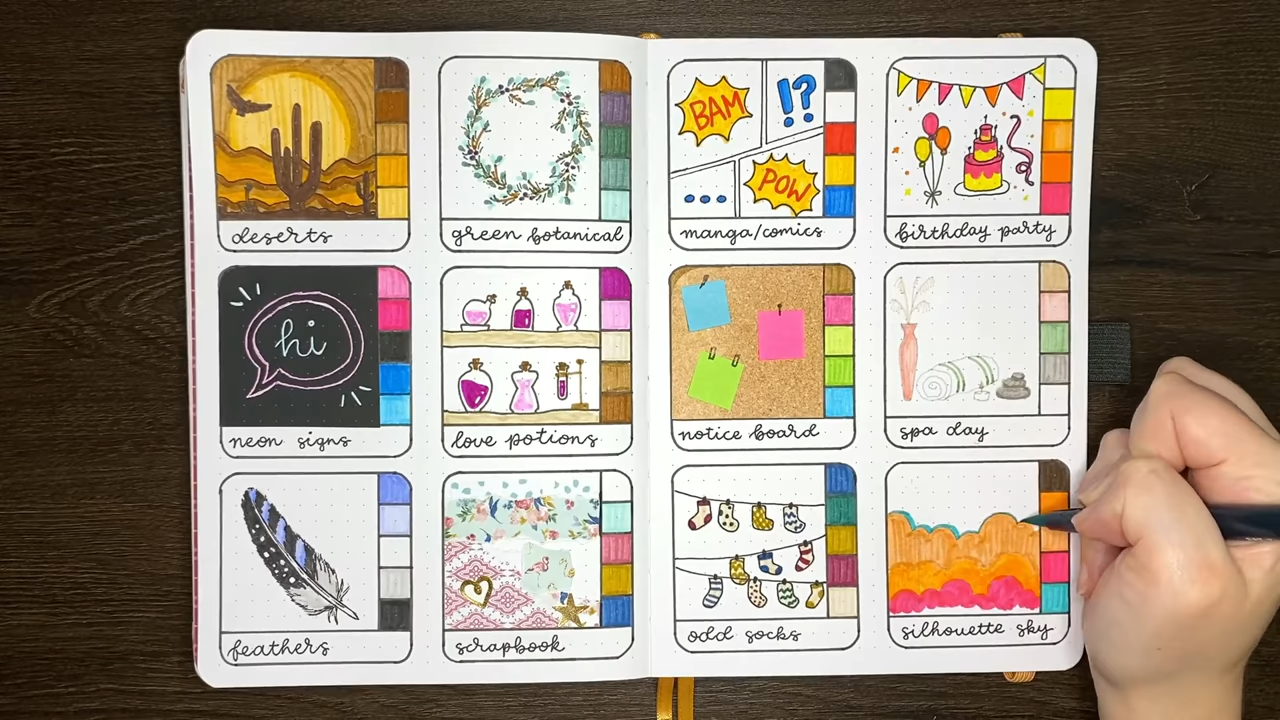 deserts
green botanical
BAM
!?
...
POW
manga/comics
birthday party
hi
neon signs
love potions
notice board
spa day
feathers
scrapbook
odd socks
silhouette sky